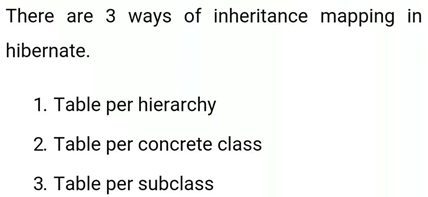 There are 3 ways of inheritance mapping in
hibernate.
1. Table per hierarchy
2. Table per concrete class
3. Table per subclass